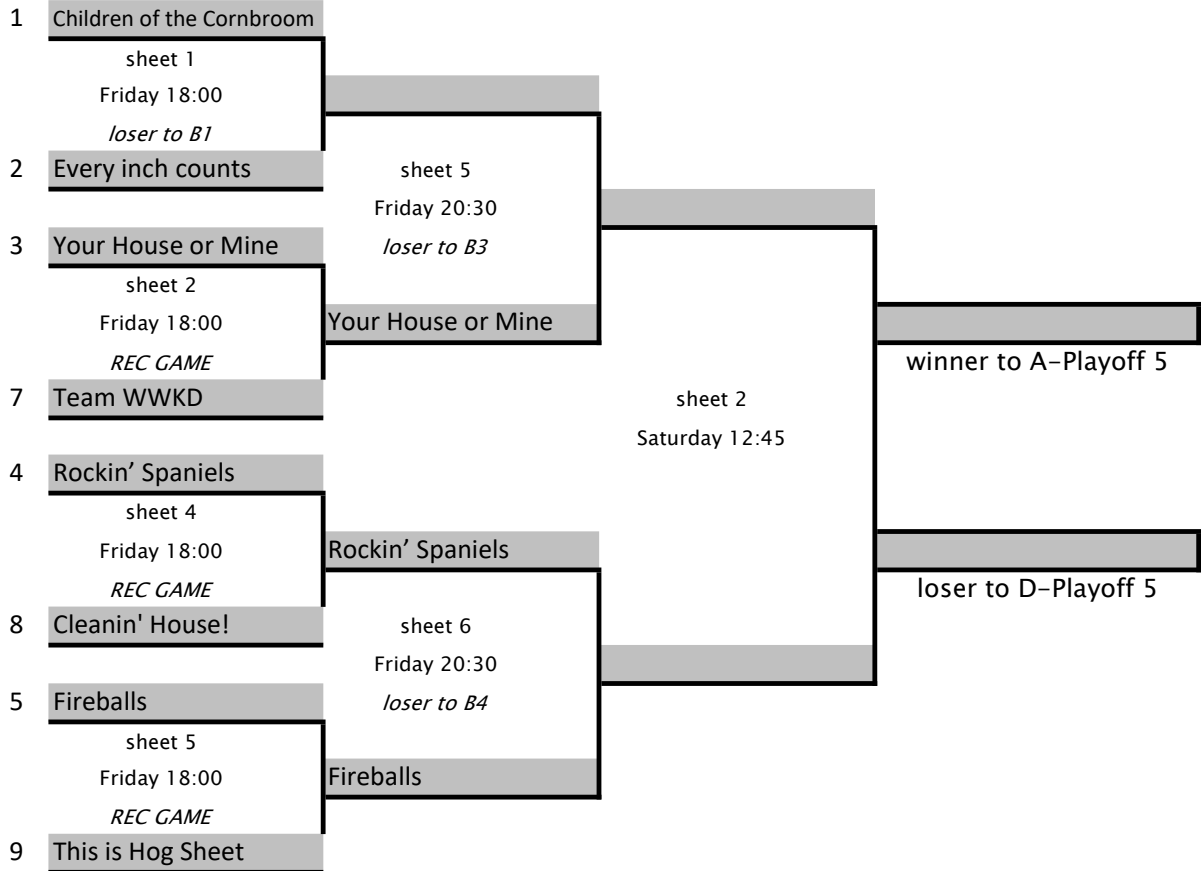 1 Children of the Cornbroom
sheet 1
Friday 18:00
loser to B1
2 Every inch counts
sheet 5
Friday 20:30
loser to B3
3 Your House or Mine
sheet 2
Friday 18:00
REC GAME
Your House or Mine
7 Team WWKD
sheet 2
Saturday 12:45
winner to A-Playoff 5
4 Rockin’ Spaniels
sheet 4
Friday 18:00
REC GAME
Rockin’ Spaniels
8 Cleanin' House!
sheet 6
Friday 20:30
loser to B4
loser to D-Playoff 5
5 Fireballs
sheet 5
Friday 18:00
REC GAME
Fireballs
9 This is Hog Sheet